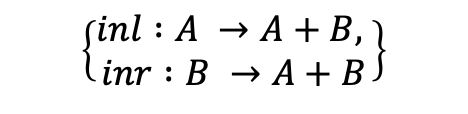 {inl : A → A + B,
inr : B → A + B}